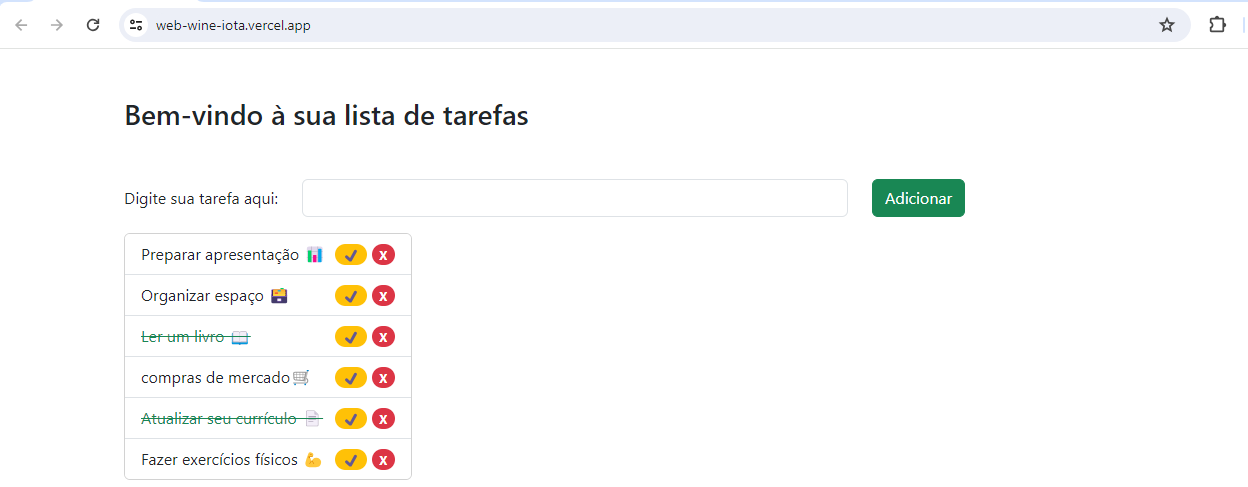 web-wine-iota.vercel.app
Bem-vindo à sua lista de tarefas
Digite sua tarefa aqui:
Adicionar
Preparar apresentação 📊 ✔ x
Organizar espaço 🗃️ ✔ x
Ler um livro 📖 ✔ x
compras de mercado🛒 ✔ x
Atualizar seu currículo 📄 ✔ x
Fazer exercícios físicos 💪 ✔ x